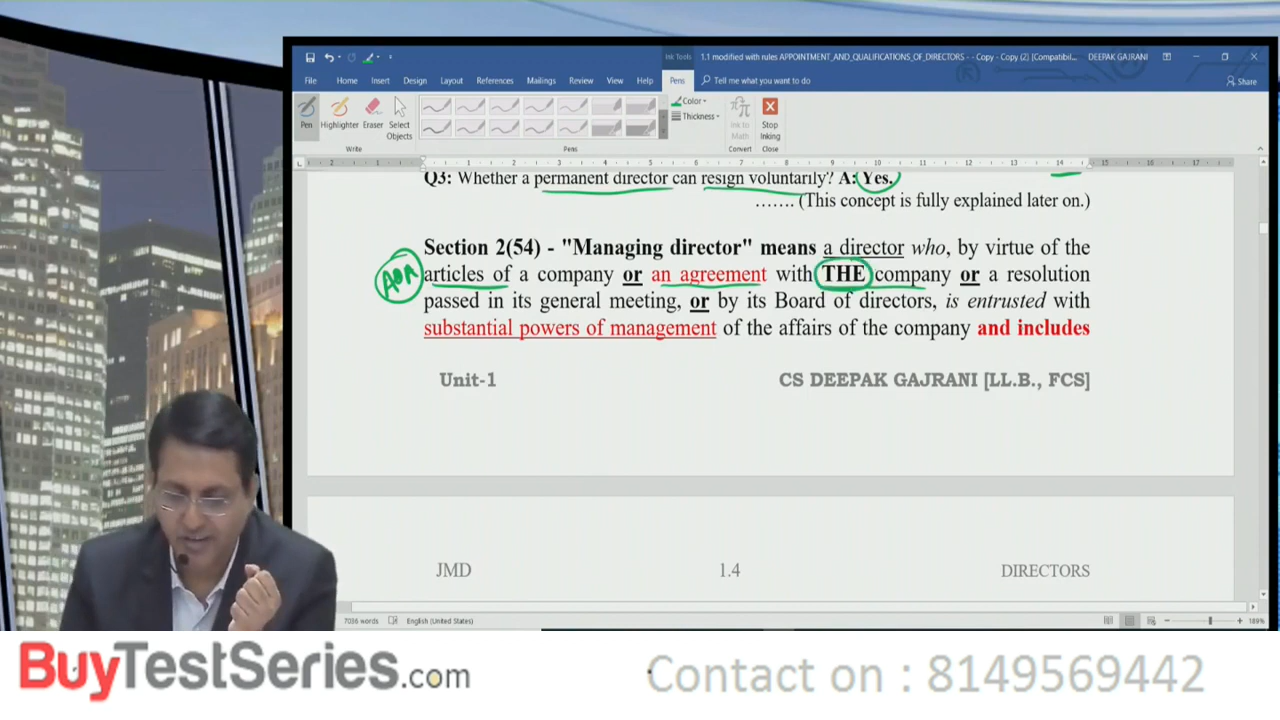 Ink Tools 1.1 modified with rules APPOINTMENT_AND_QUALIFICATIONS_OF_DIRECTORS - - Copy - Copy (2) [Compatibil... DEEPAK GAJRANI
File Home Insert Design Layout References Mailings Review View Help Pens Tell me what you want to do Share
Pen Highlighter Eraser Select Objects Color Thickness Ink to Math Stop Inking
Write Pens Convert Close
Q3: Whether a permanent director can resign voluntarily? A: Yes.
....... (This concept is fully explained later on.)
Section 2(54) - "Managing director" means a director who, by virtue of the
AOA articles of a company or an agreement with THE company or a resolution
passed in its general meeting, or by its Board of directors, is entrusted with
substantial powers of management of the affairs of the company and includes
Unit-1 CS DEEPAK GAJRANI [LL.B., FCS]
JMD 1.4 DIRECTORS
7036 words English (United States) 189%
BuyTestSeries.com Contact on : 8149569442